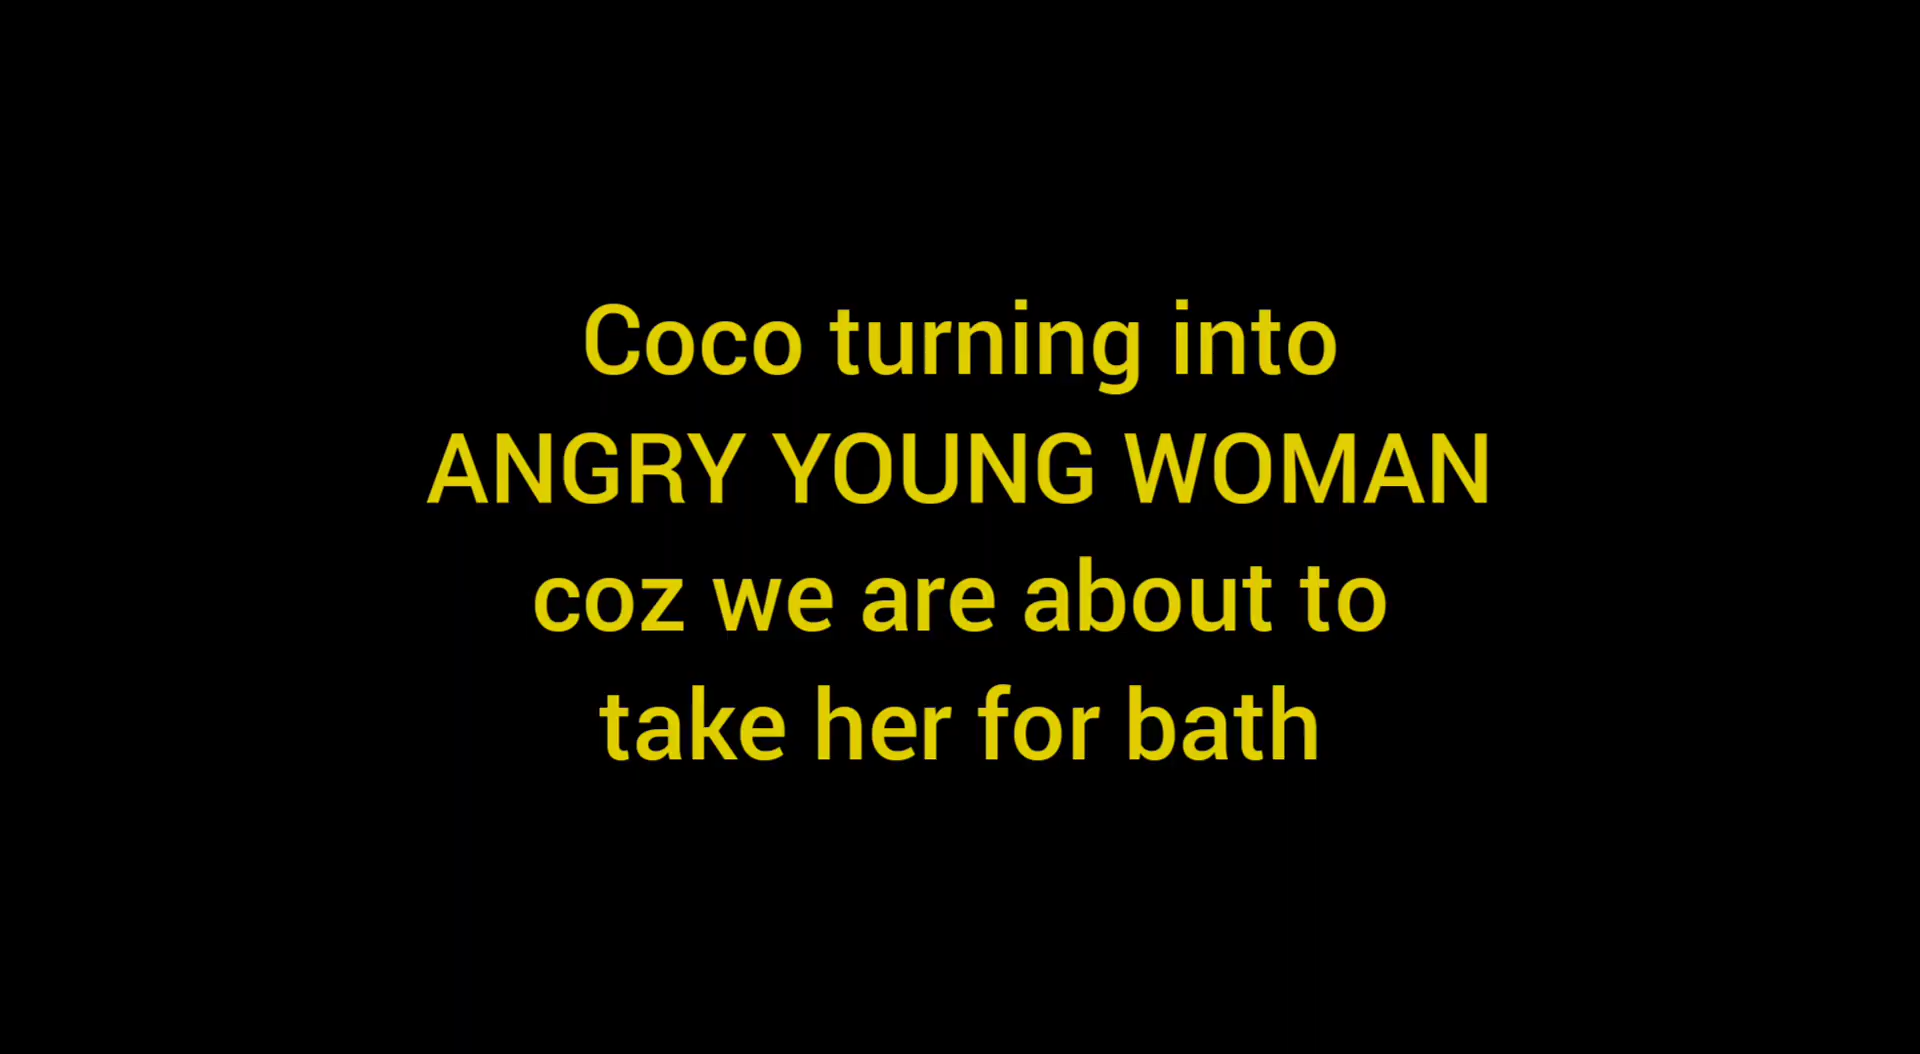 Coco turning into
ANGRY YOUNG WOMAN
coz we are about to
take her for bath